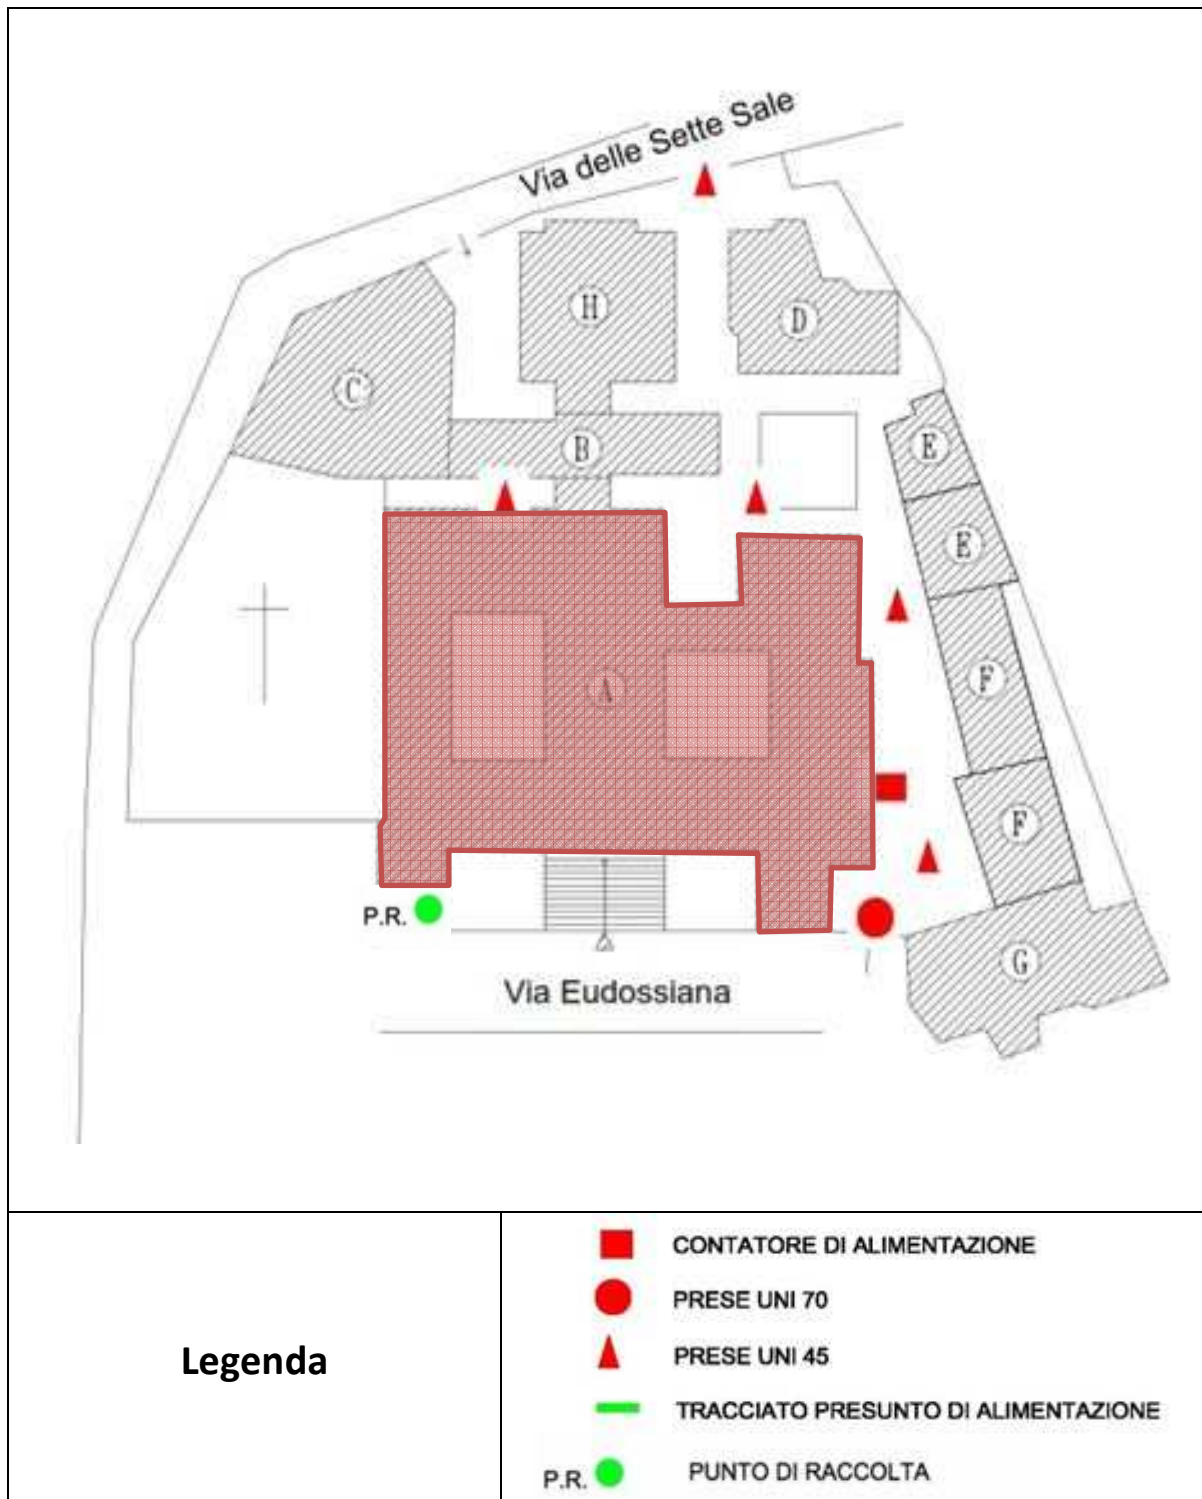 Via delle Sette Sale
H
D
C
B
E
E
A
F
F
P.R.
G
Via Eudossiana
Legenda
CONTATORE DI ALIMENTAZIONE
PRESE UNI 70
PRESE UNI 45
TRACCIATO PRESUNTO DI ALIMENTAZIONE
P.R. PUNTO DI RACCOLTA